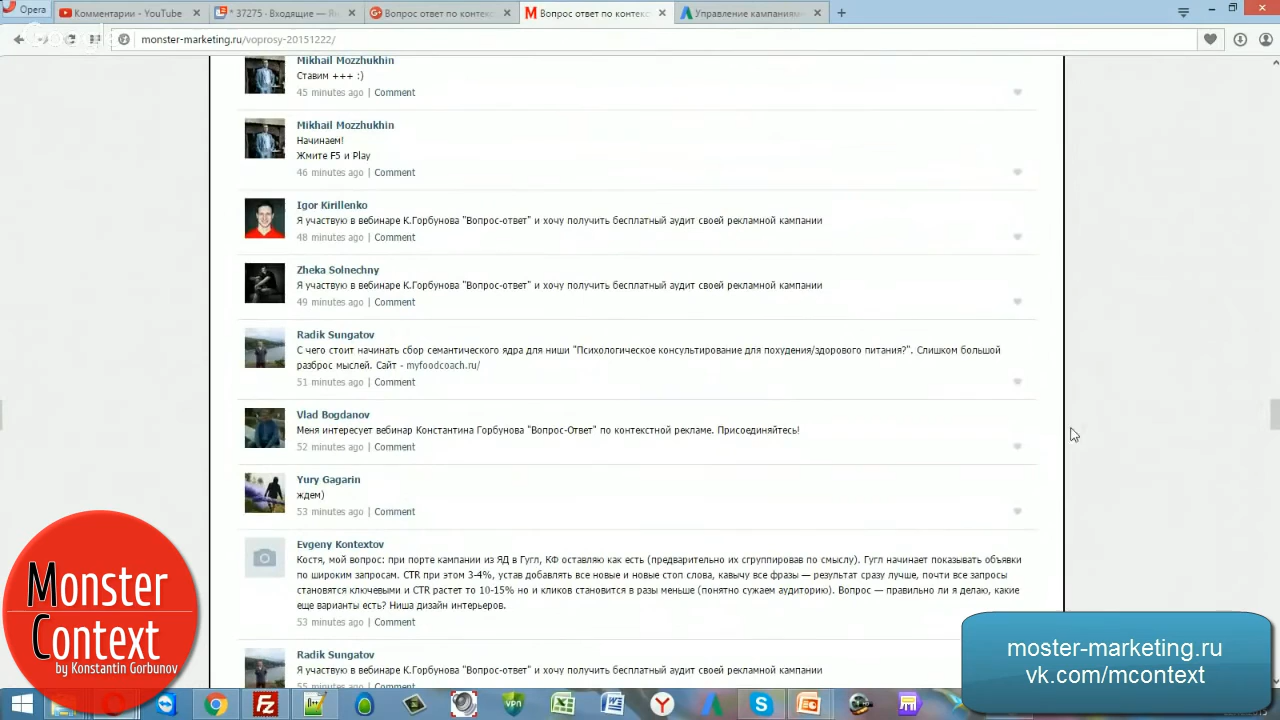 Opera
Комментарии - YouTube
* 37275 - Входящие — Ян
Вопрос ответ по контекс
Вопрос ответ по контекс
Управление кампаниями
monster-marketing.ru/voprosy-20151222/
Mikhail Mozzhukhin
Ставим +++ :)
45 minutes ago | Comment
Mikhail Mozzhukhin
Начинаем!
Жмите F5 и Play
46 minutes ago | Comment
Igor Kirillenko
Я участвую в вебинаре К.Горбунова "Вопрос-ответ" и хочу получить бесплатный аудит своей рекламной кампании
48 minutes ago | Comment
Zheka Solnechny
Я участвую в вебинаре К.Горбунова "Вопрос-ответ" и хочу получить бесплатный аудит своей рекламной кампании
49 minutes ago | Comment
Radik Sungatov
С чего стоит начинать сбор семантического ядра для ниши "Психологическое консультирование для похудения/здорового питания?". Слишком большой
разброс мыслей. Сайт - myfoodcoach.ru/
51 minutes ago | Comment
Vlad Bogdanov
Меня интересует вебинар Константина Горбунова "Вопрос-Ответ" по контекстной рекламе. Присоединяйтесь!
52 minutes ago | Comment
Yury Gagarin
ждем)
53 minutes ago | Comment
Evgeny Kontextov
Костя, мой вопрос: при порте кампании из ЯД в Гугл, КФ оставляю как есть (предварительно их сгруппировав по смыслу). Гугл начинает показывать объявки
по широким запросам. CTR при этом 3-4%, устав добавлять все новые и новые стоп слова, кавычу все фразы — результат сразу лучше, почти все запросы
становятся ключевыми и CTR растет то 10-15% но и кликов становится в разы меньше (понятно сужаем аудиторию). Вопрос — правильно ли я делаю, какие
еще варианты есть? Ниша дизайн интерьеров.
53 minutes ago | Comment
Radik Sungatov
Я участвую в вебинаре К.Горбунова "Вопрос-ответ" и хочу получить бесплатный аудит своей рекламной кампании
55 minutes ago | Comment
Monster
Context
by Konstantin Gorbunov
moster-marketing.ru
vk.com/mcontext